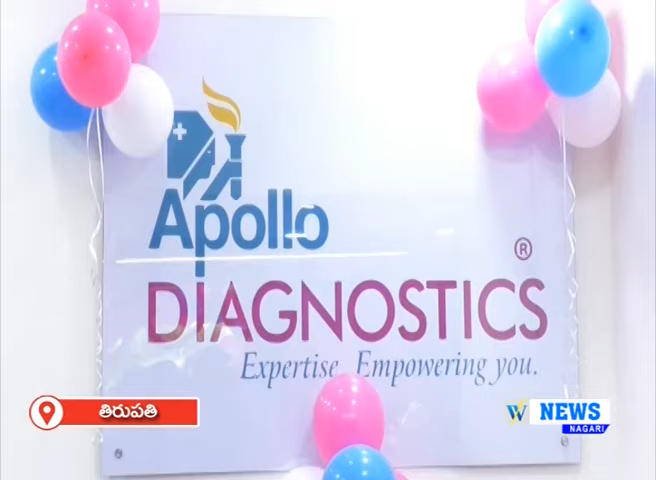 Apollo
DIAGNOSTICS®
Expertise. Empowering you.
తిరుపతి
W NEWS
NAGARI